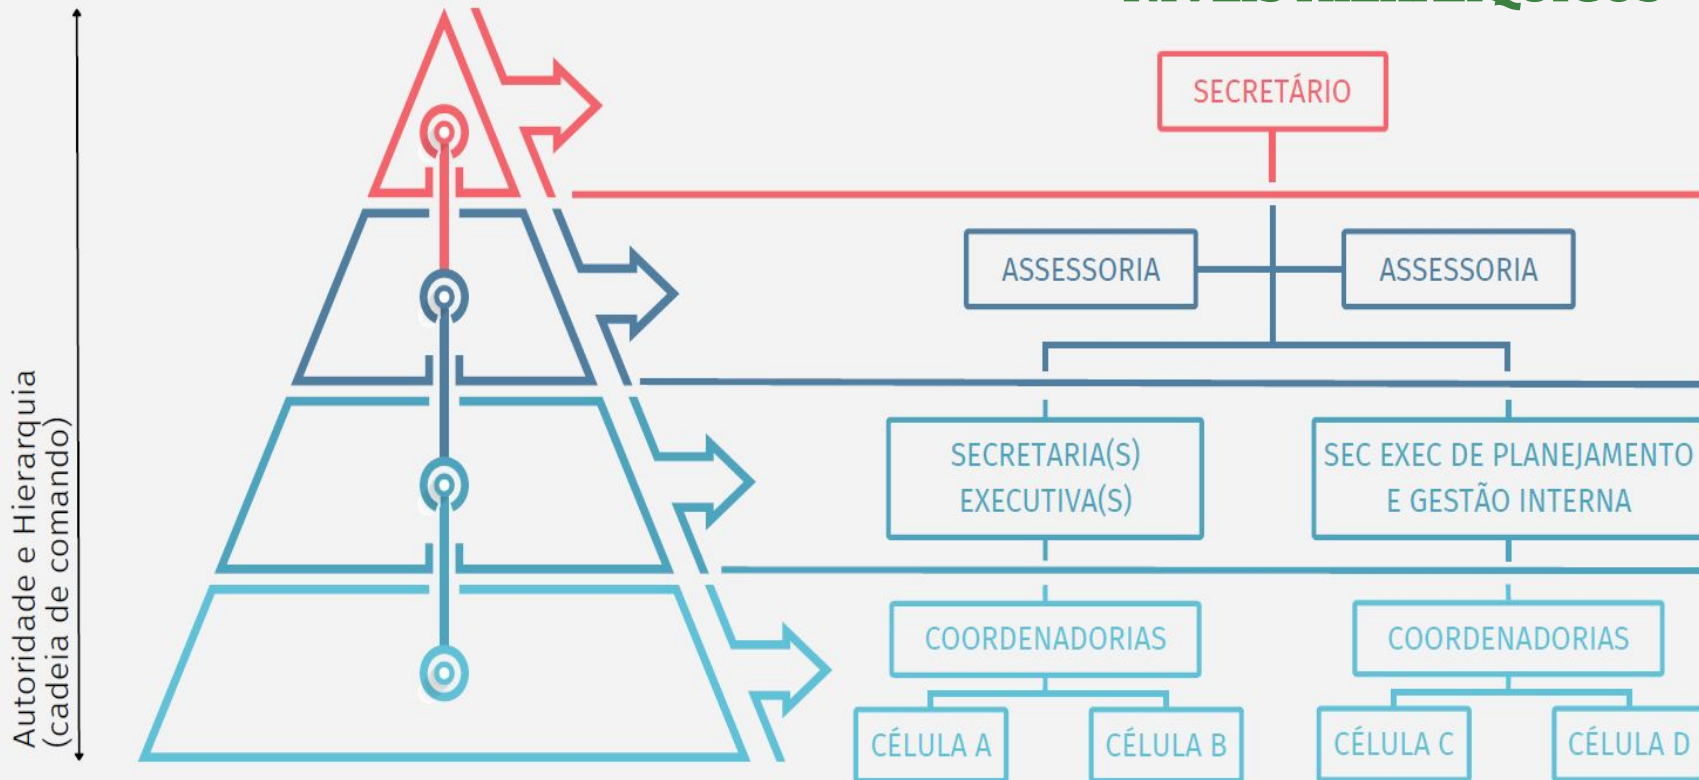 SECRETÁRIO
ASSESSORIA
ASSESSORIA
SECRETARIA(S)
EXECUTIVA(S)
SEC EXEC DE PLANEJAMENTO
E GESTÃO INTERNA
COORDENADORIAS
COORDENADORIAS
CÉLULA A
CÉLULA B
CÉLULA C
CÉLULA D
Autoridade e Hierarquia
(cadeia de comando)